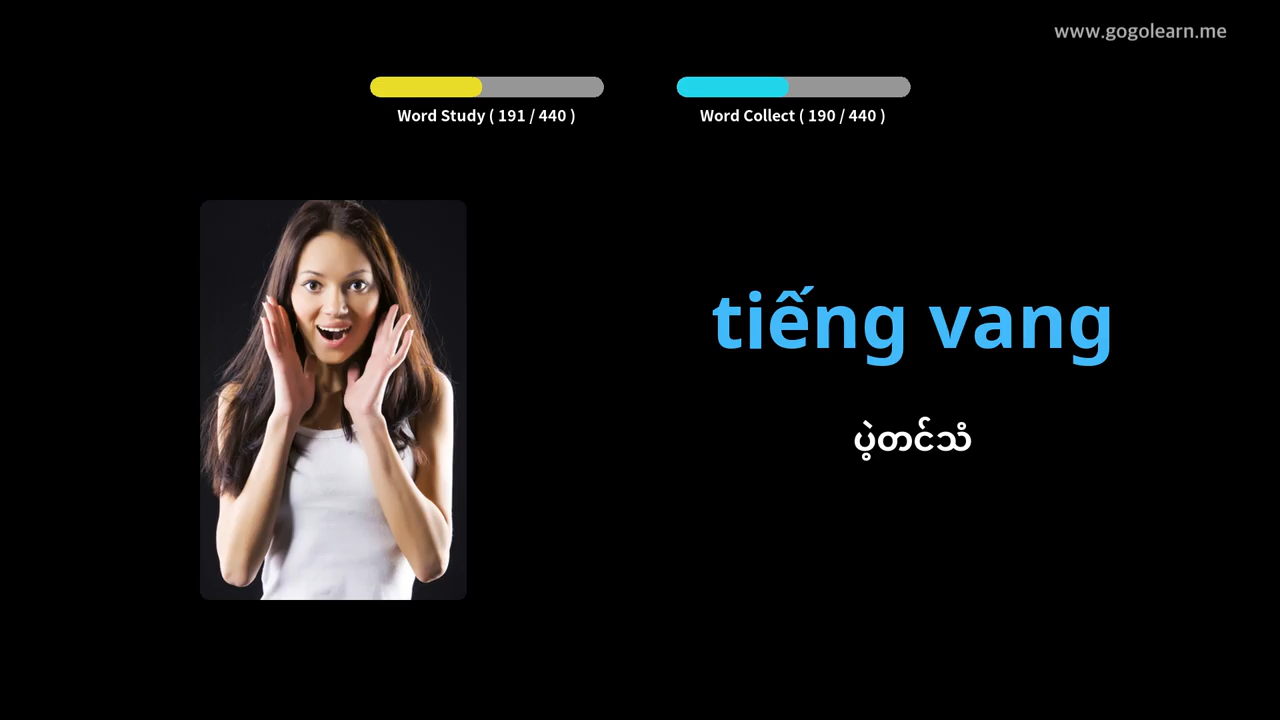 www.gogolearn.me
Word Study ( 191 / 440 )
Word Collect ( 190 / 440 )
tiếng vang
ပဲ့တင်သံ